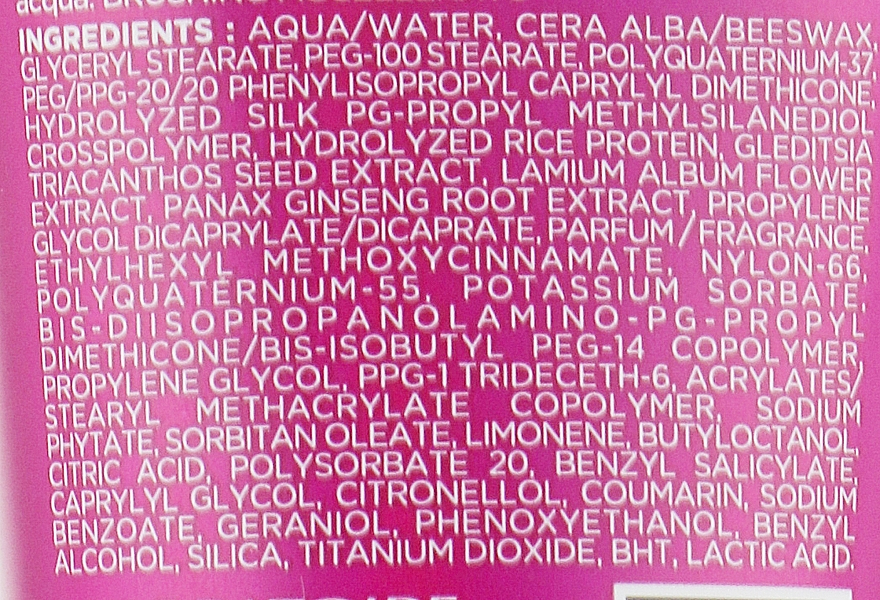 acqua.
INGREDIENTS : AQUA/WATER, CERA ALBA/BEESWAX,
GLYCERYL STEARATE, PEG-100 STEARATE, POLYQUATERNIUM-37,
PEG/PPG-20/20 PHENYLISOPROPYL CAPRYLYL DIMETHICONE,
HYDROLYZED SILK PG-PROPYL METHYLSILANEDIOL
CROSSPOLYMER, HYDROLYZED RICE PROTEIN, GLEDITSIA
TRIACANTHOS SEED EXTRACT, LAMIUM ALBUM FLOWER
EXTRACT, PANAX GINSENG ROOT EXTRACT, PROPYLENE
GLYCOL DICAPRYLATE/DICAPRATE, PARFUM/FRAGRANCE,
ETHYLHEXYL METHOXYCINNAMATE, NYLON-66,
POLYQUATERNIUM-55, POTASSIUM SORBATE,
BIS-DIISOPROPANOLAMINO-PG-PROPYL
DIMETHICONE/BIS-ISOBUTYL PEG-14 COPOLYMER,
PROPYLENE GLYCOL, PPG-1 TRIDECETH-6, ACRYLATES/
STEARYL METHACRYLATE COPOLYMER, SODIUM
PHYTATE, SORBITAN OLEATE, LIMONENE, BUTYLOCTANOL,
CITRIC ACID, POLYSORBATE 20, BENZYL SALICYLATE,
CAPRYLYL GLYCOL, CITRONELLOL, COUMARIN, SODIUM
BENZOATE, GERANIOL, PHENOXYETHANOL, BENZYL
ALCOHOL, SILICA, TITANIUM DIOXIDE, BHT, LACTIC ACID.